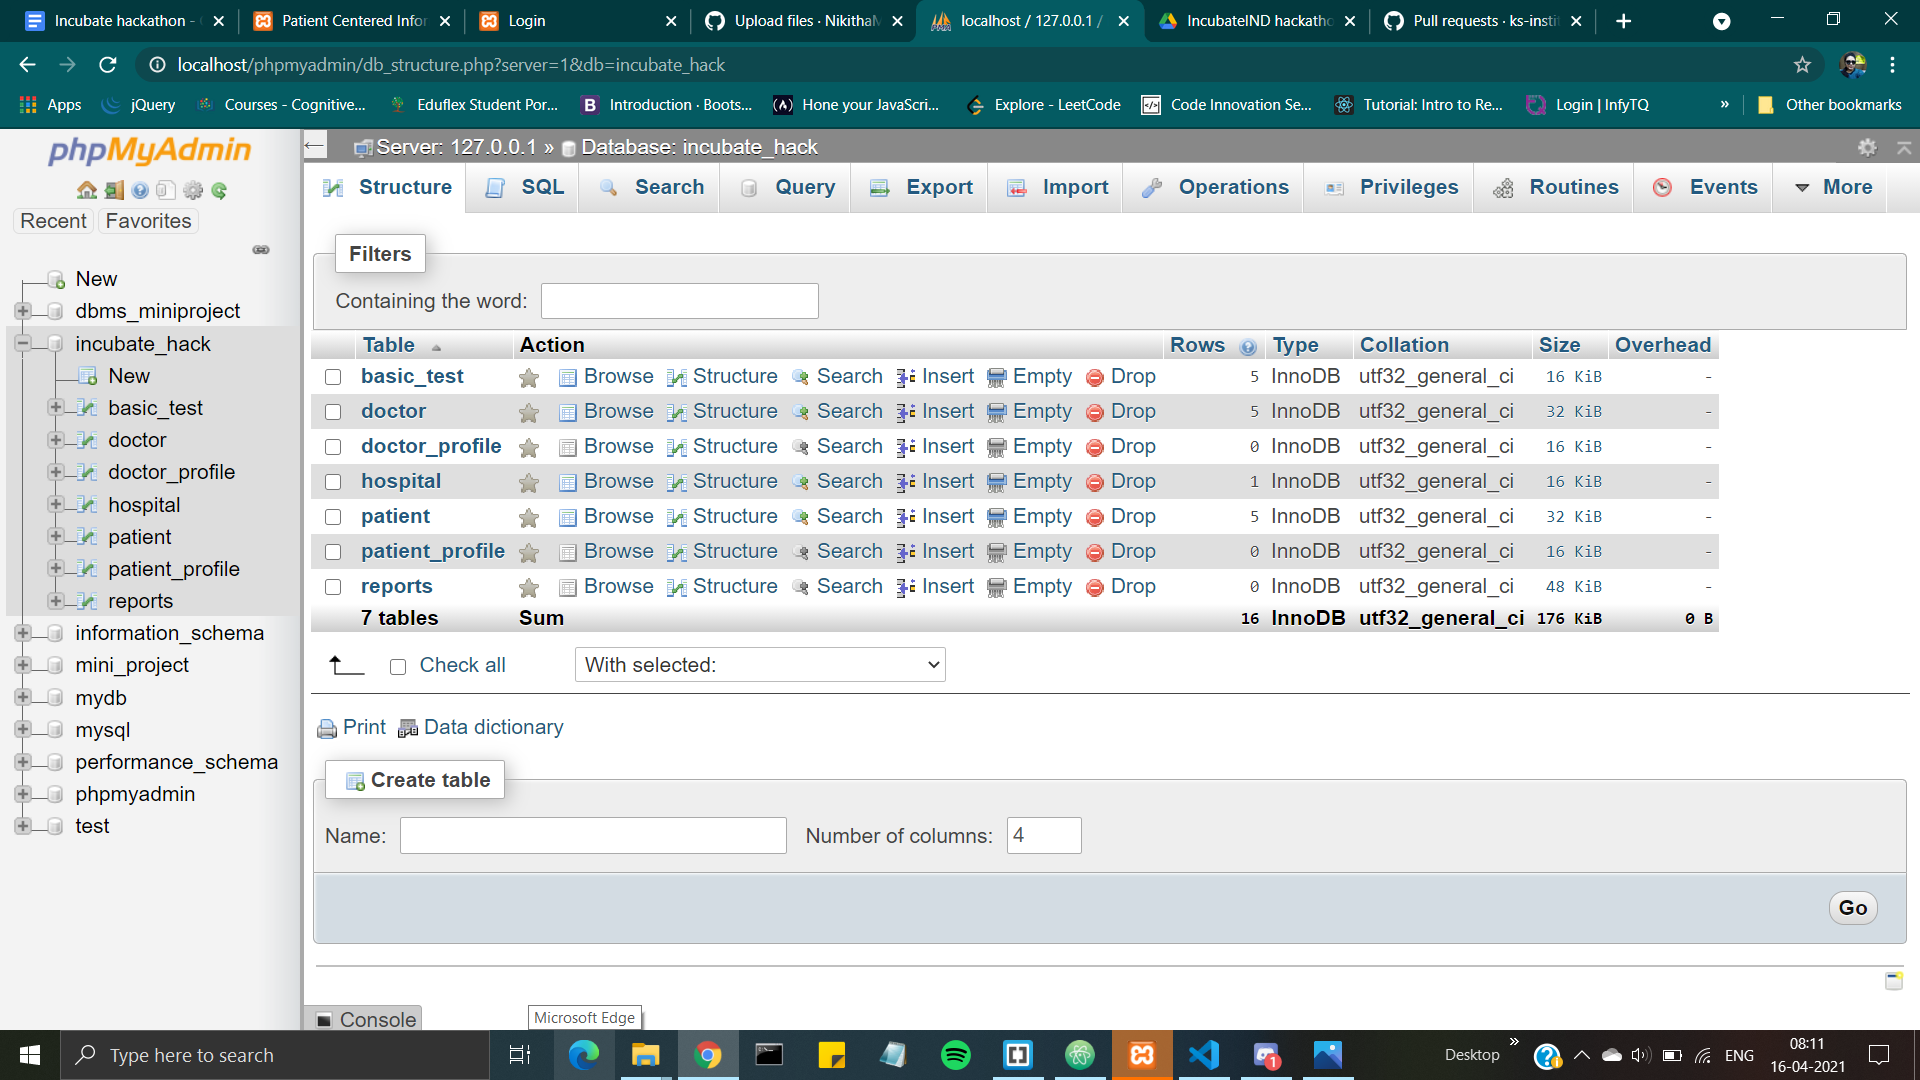 Incubate hackathon -
Patient Centered Infor
Login
Upload files · NikithaM
localhost / 127.0.0.1 /
IncubateIND hackatho
Pull requests · ks-instit
localhost/phpmyadmin/db_structure.php?server=1&db=incubate_hack
Apps
jQuery
Courses - Cognitive...
Eduflex Student Por...
Introduction · Boots...
Hone your JavaScri...
Explore - LeetCode
Code Innovation Se...
Tutorial: Intro to Re...
Login | InfyTQ
»
Other bookmarks
phpMyAdmin
Recent Favorites
New
dbms_miniproject
incubate_hack
New
basic_test
doctor
doctor_profile
hospital
patient
patient_profile
reports
information_schema
mini_project
mydb
mysql
performance_schema
phpmyadmin
test
Server: 127.0.0.1 » Database: incubate_hack
Structure SQL Search Query Export Import Operations Privileges Routines Events More
Filters
Containing the word:
Table Action Rows Type Collation Size Overhead
basic_test Browse Structure Search Insert Empty Drop 5 InnoDB utf32_general_ci 16 KiB -
doctor Browse Structure Search Insert Empty Drop 5 InnoDB utf32_general_ci 32 KiB -
doctor_profile Browse Structure Search Insert Empty Drop 0 InnoDB utf32_general_ci 16 KiB -
hospital Browse Structure Search Insert Empty Drop 1 InnoDB utf32_general_ci 16 KiB -
patient Browse Structure Search Insert Empty Drop 5 InnoDB utf32_general_ci 32 KiB -
patient_profile Browse Structure Search Insert Empty Drop 0 InnoDB utf32_general_ci 16 KiB -
reports Browse Structure Search Insert Empty Drop 0 InnoDB utf32_general_ci 48 KiB -
7 tables Sum 16 InnoDB utf32_general_ci 176 KiB 0 B
Check all With selected:
Print Data dictionary
Create table
Name: Number of columns: 4
Go
Console
Microsoft Edge
Type here to search
1
Desktop »
ENG
08:11
16-04-2021